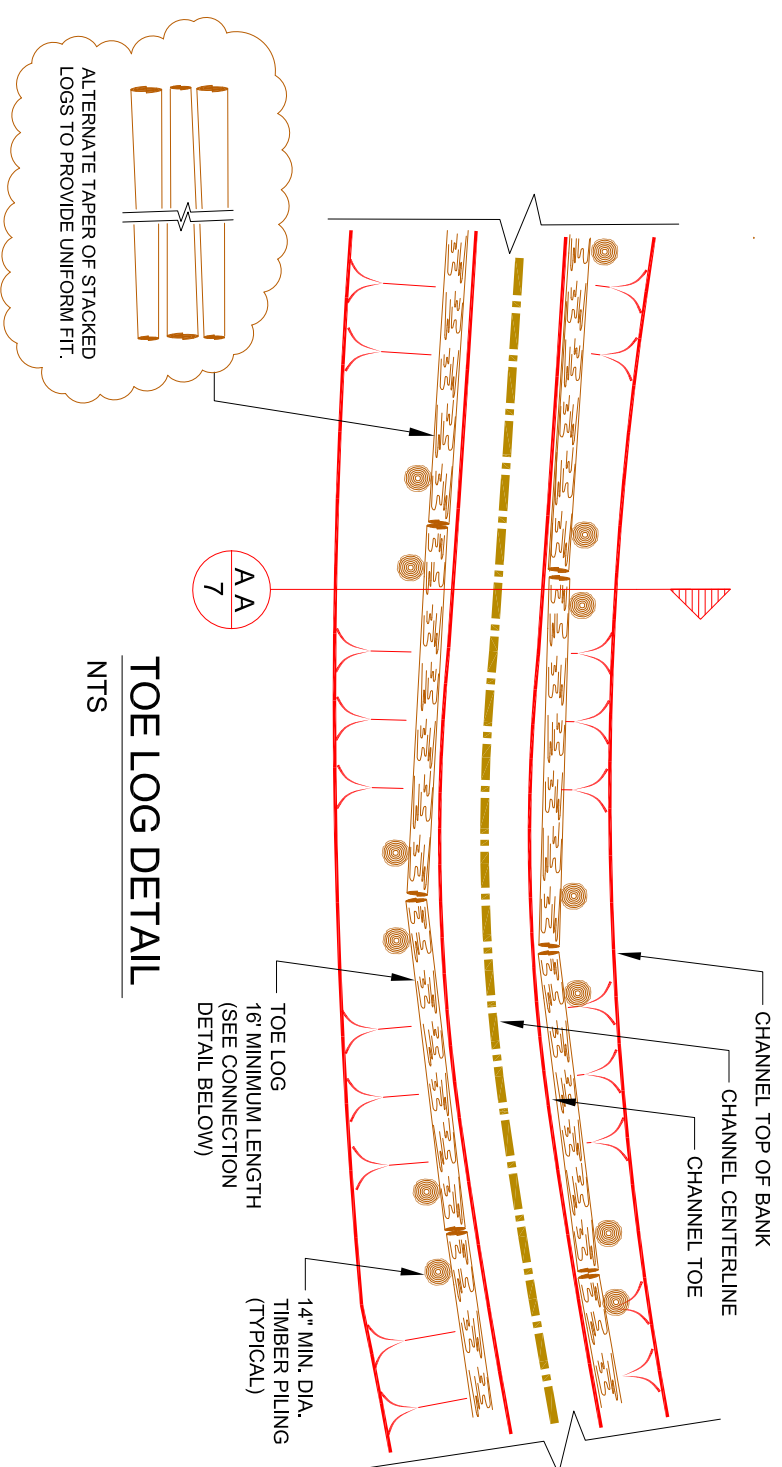 CHANNEL TOP OF BANK
CHANNEL CENTERLINE
CHANNEL TOE
ALTERNATE TAPER OF STACKED
LOGS TO PROVIDE UNIFORM FIT.
A A
7
TOE LOG
16' MINIMUM LENGTH
(SEE CONNECTION
DETAIL BELOW)
14" MIN. DIA.
TIMBER PILING
(TYPICAL)
TOE LOG DETAIL
NTS